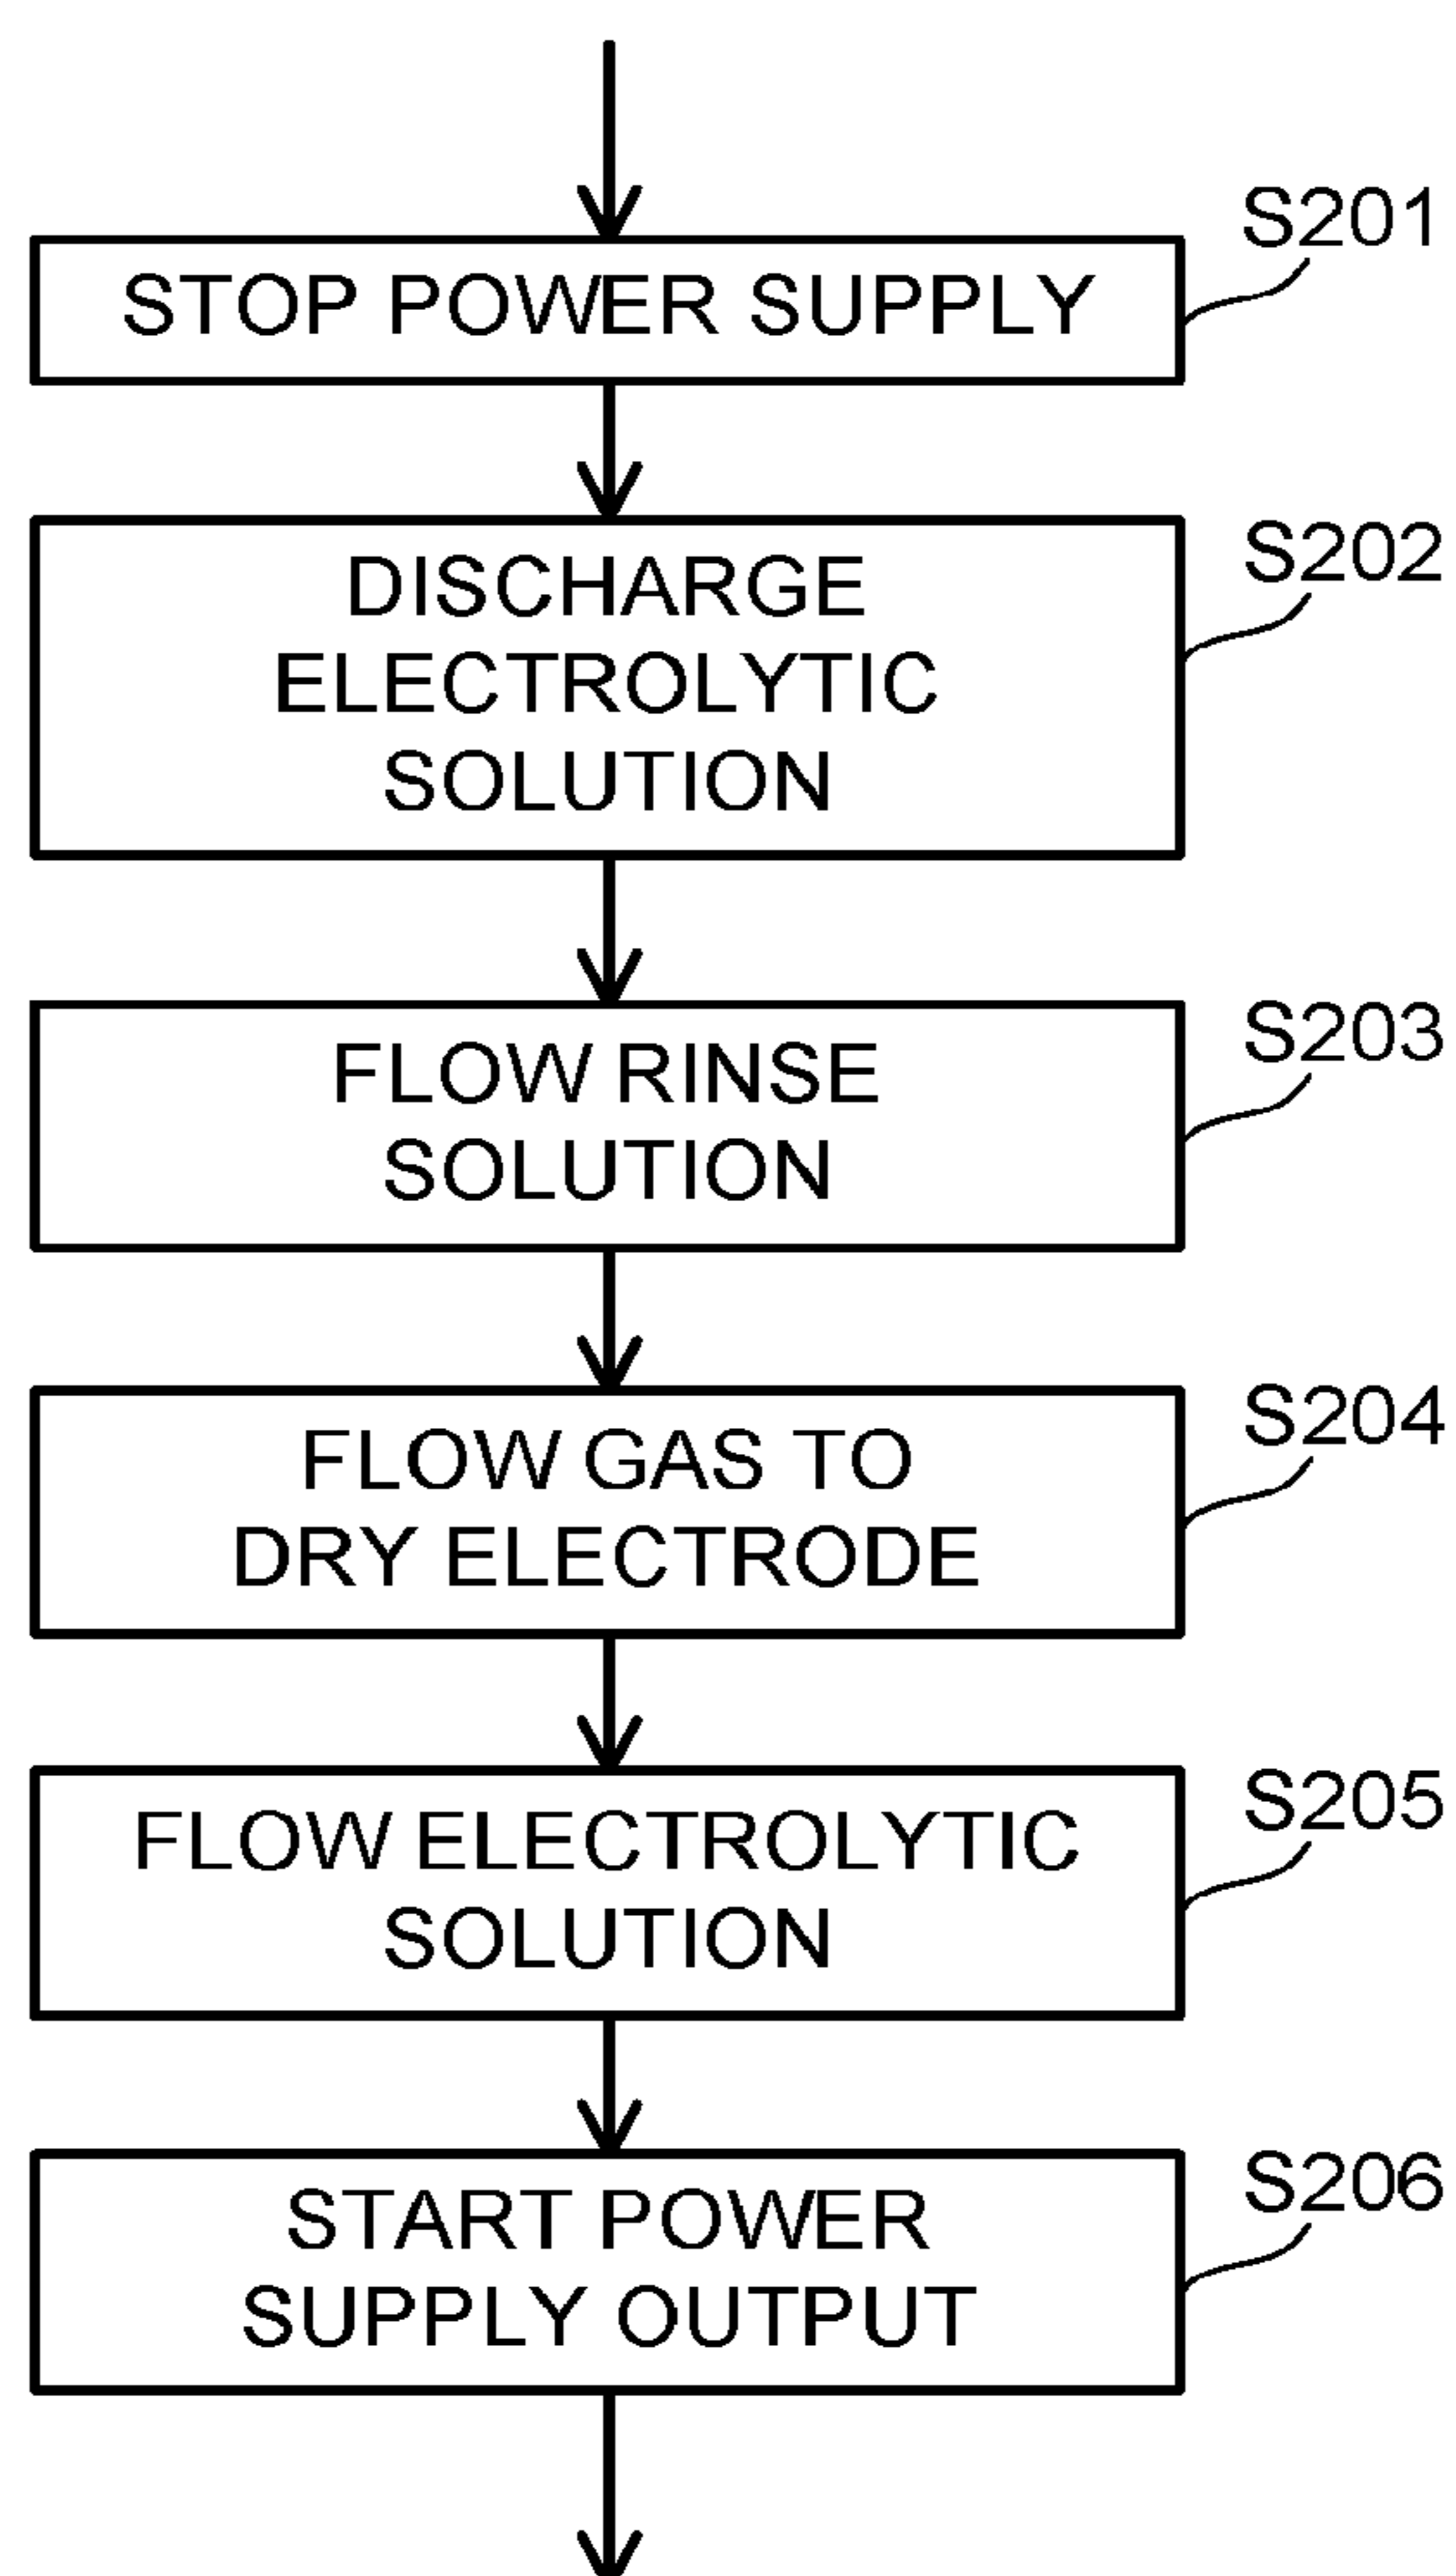 S201
STOP POWER SUPPLY
S202
DISCHARGE
ELECTROLYTIC
SOLUTION
S203
FLOW RINSE
SOLUTION
S204
FLOW GAS TO
DRY ELECTRODE
S205
FLOW ELECTROLYTIC
SOLUTION
S206
START POWER
SUPPLY OUTPUT